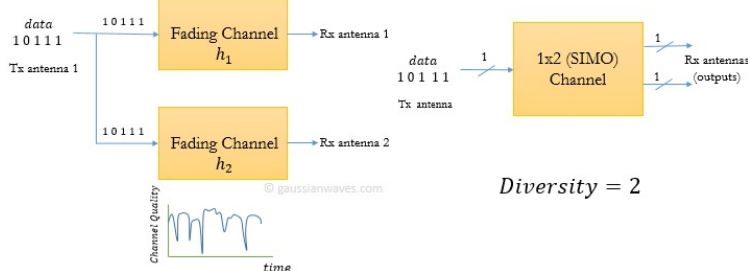 data
1 0 1 1 1
Tx antenna 1
1 0 1 1 1
Fading Channel
h₁
Rx antenna 1
1 0 1 1 1
Fading Channel
h₂
Rx antenna 2
© gaussianwaves.com
Channel Quality
time
data
1 0 1 1 1
Tx antenna
1
1x2 (SIMO)
Channel
1
1
Rx antennas
(outputs)
Diversity = 2